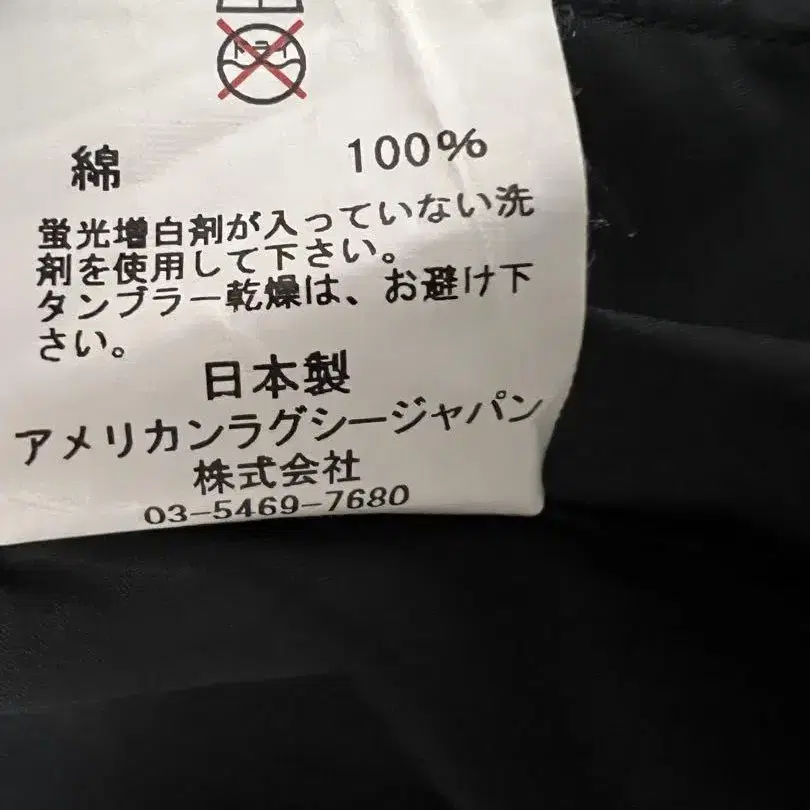 ドライ
綿 100%
蛍光増白剤が入っていない洗
剤を使用して下さい。
タンブラー乾燥は、お避け下
さい。
日本製
アメリカンラグシージャパン
株式会社
03-5469-7680